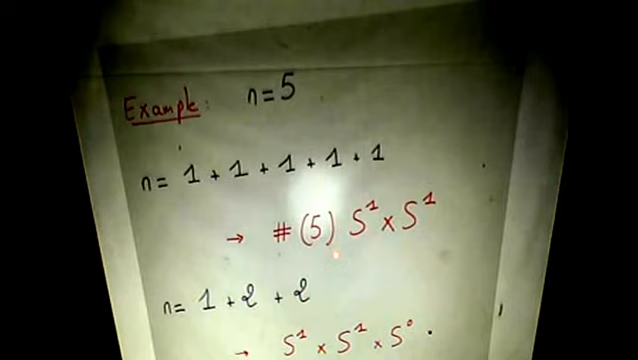 Example: n=5
n= 1 + 1 + 1 + 1 + 1
→ # (5) S¹ x S¹
n= 1 + 2 + 2
→ S¹ x S¹ x S⁰.